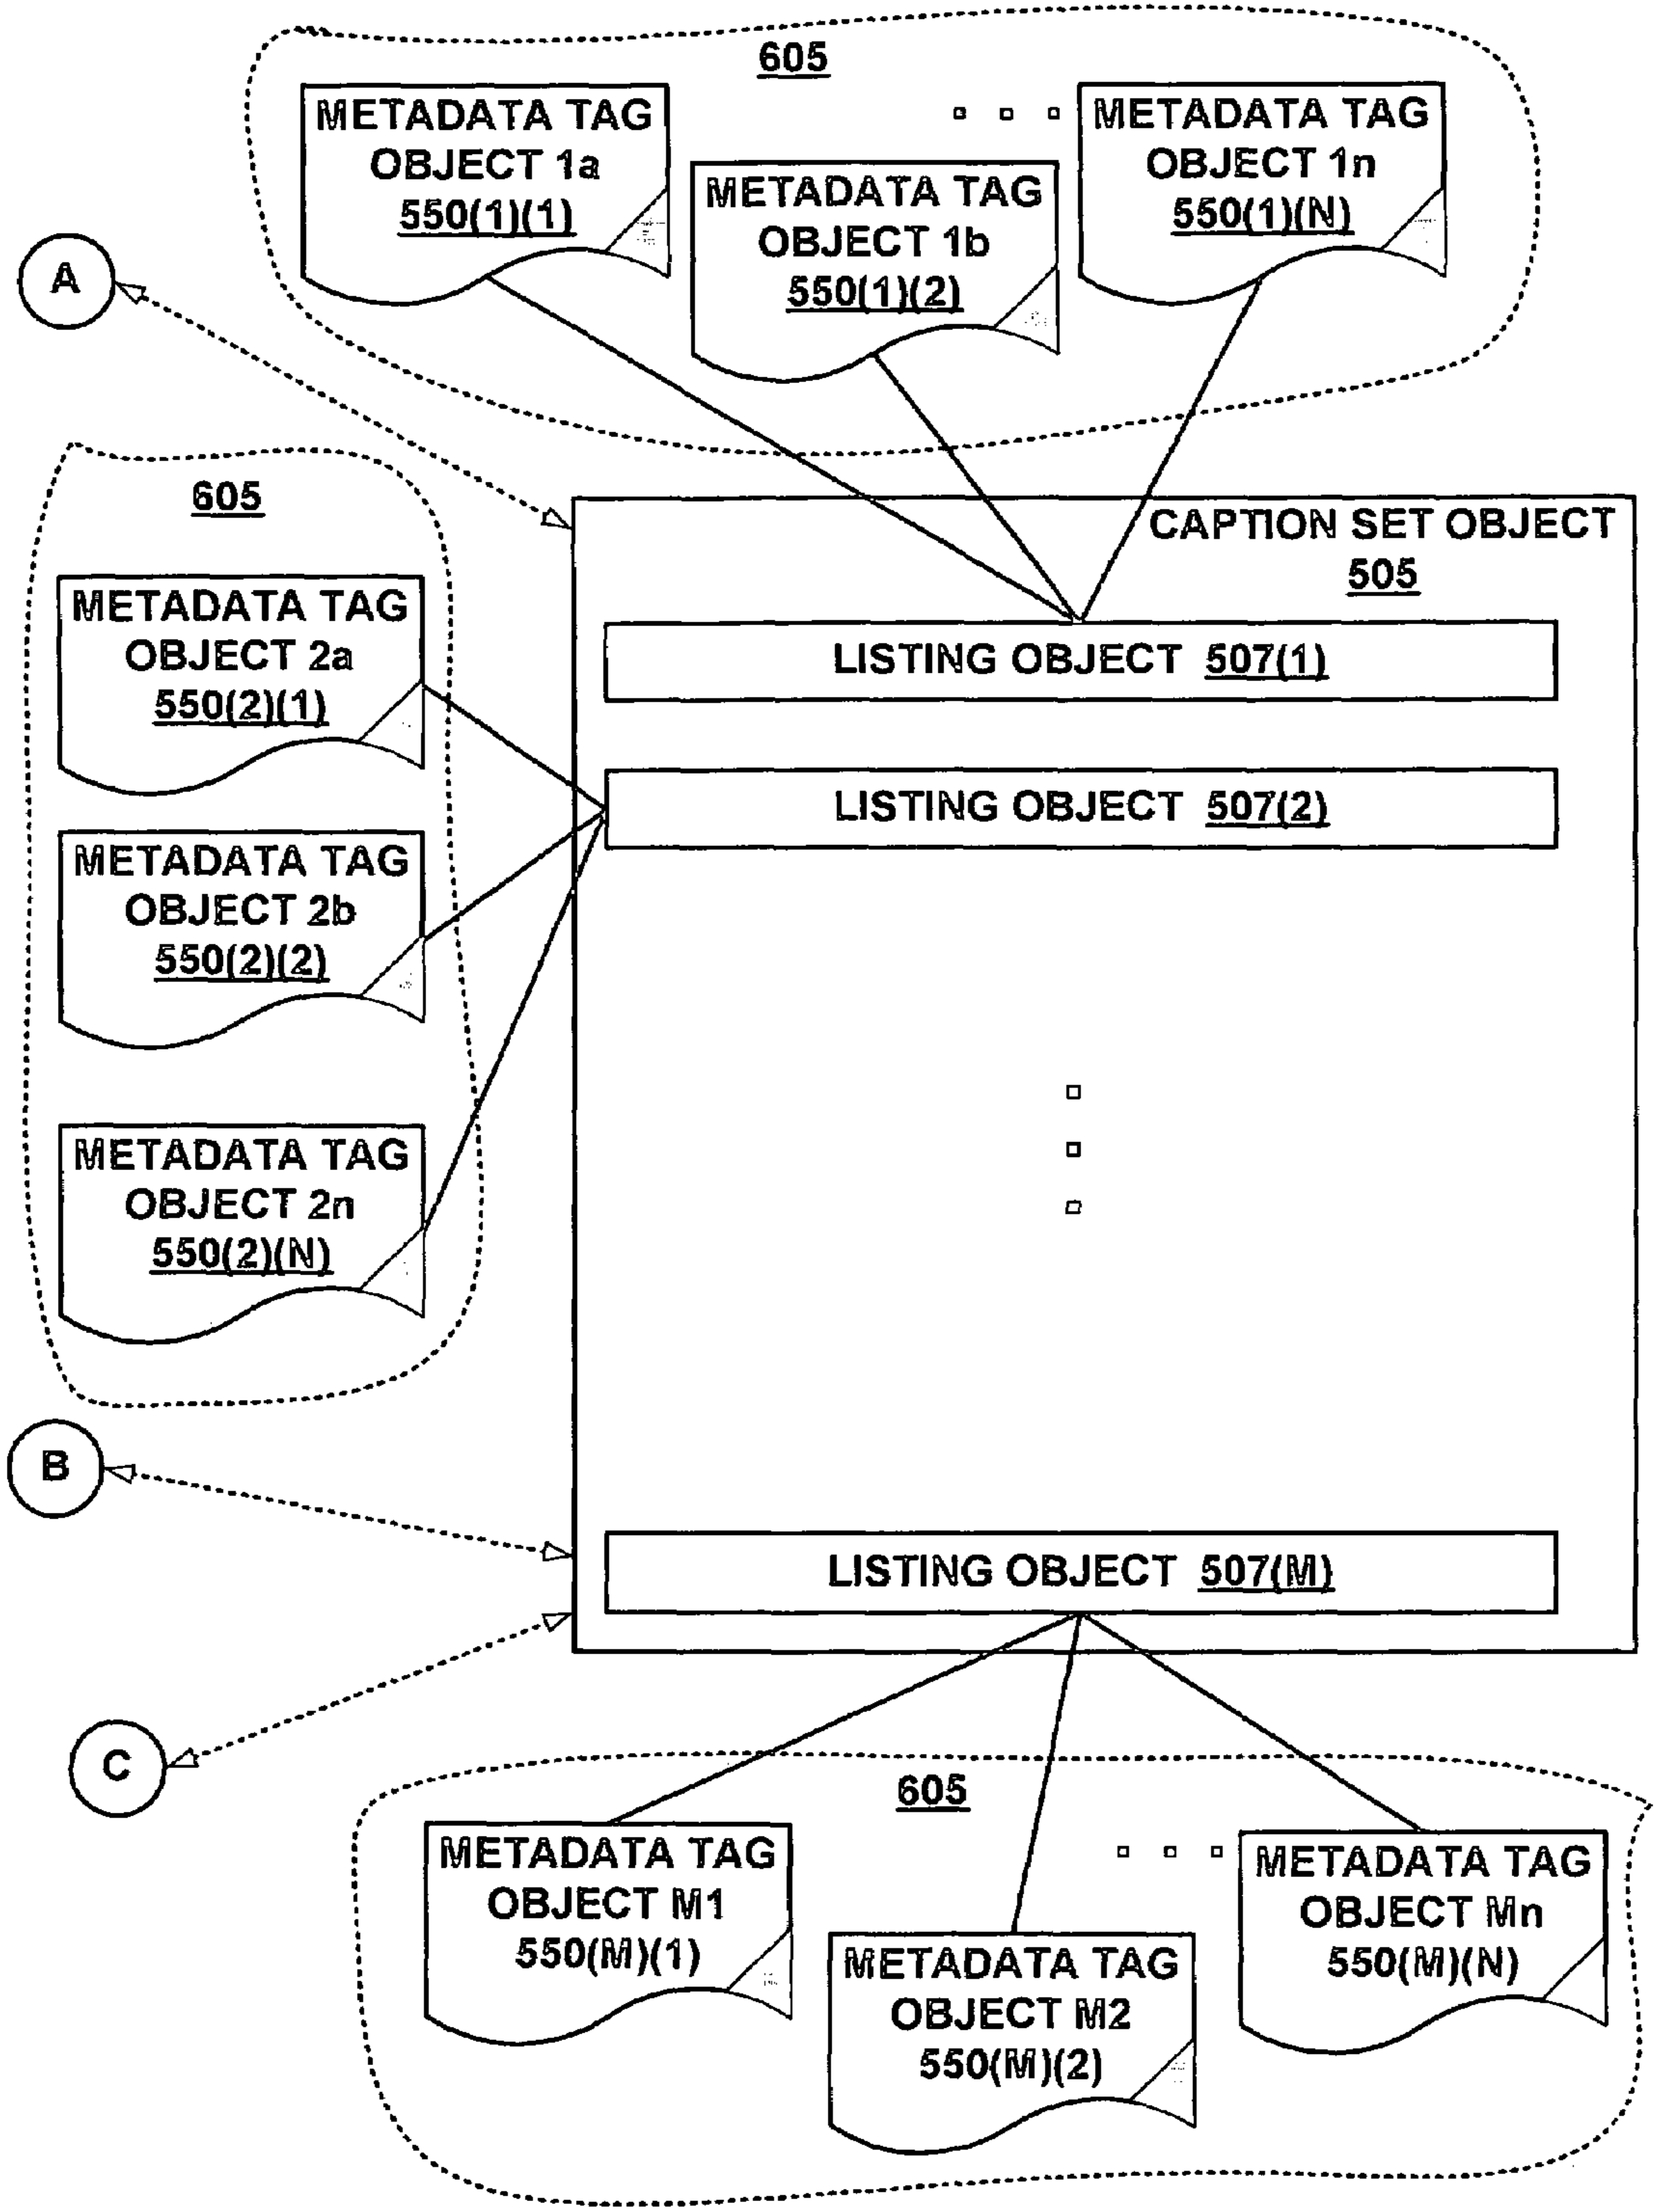 605
METADATA TAG
OBJECT 1a
550(1)(1)
METADATA TAG
OBJECT 1b
550(1)(2)
METADATA TAG
OBJECT 1n
550(1)(N)
A
605
METADATA TAG
OBJECT 2a
550(2)(1)
METADATA TAG
OBJECT 2b
550(2)(2)
METADATA TAG
OBJECT 2n
550(2)(N)
CAPTION SET OBJECT
505
LISTING OBJECT 507(1)
LISTING OBJECT 507(2)
LISTING OBJECT 507(M)
B
C
605
METADATA TAG
OBJECT M1
550(M)(1)
METADATA TAG
OBJECT M2
550(M)(2)
METADATA TAG
OBJECT Mn
550(M)(N)